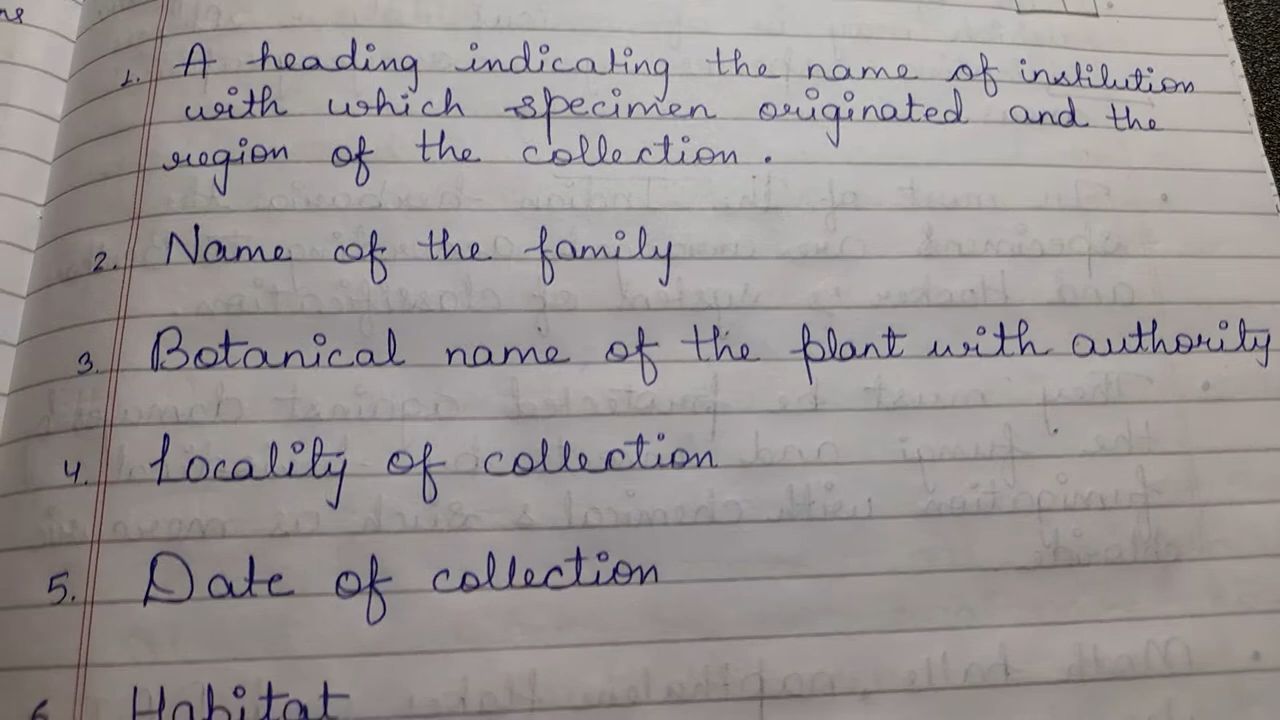 1. A heading indicating the name of institution
with which specimen originated and the
region of the collection.
2. Name of the family
3. Botanical name of the plant with authority
4. Locality of collection
5. Date of collection
6. Habitat